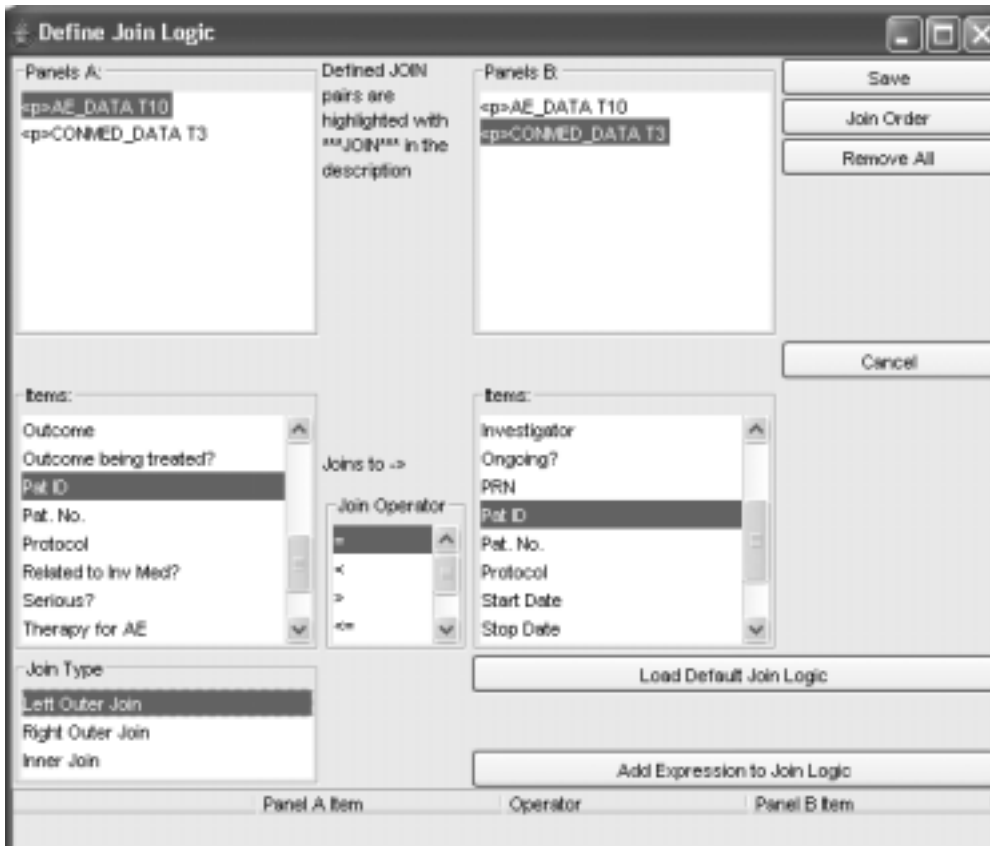 Define Join Logic
Panels A:
<p>AE_DATA T10
<p>CONMED_DATA T3
Defined JOIN
pairs are
highlighted with
***JOIN*** in the
description
Panels B:
<p>AE_DATA T10
<p>CONMED_DATA T3
Save
Join Order
Remove All
Cancel
Items:
Outcome
Outcome being treated?
Pat ID
Pat. No.
Protocol
Related to Inv Med?
Serious?
Therapy for AE
Joins to ->
Join Operator
=
<
>
<=
Items:
Investigator
Ongoing?
PRN
Pat ID
Pat. No.
Protocol
Start Date
Stop Date
Join Type
Left Outer Join
Right Outer Join
Inner Join
Load Default Join Logic
Add Expression to Join Logic
Panel A Item Operator Panel B Item